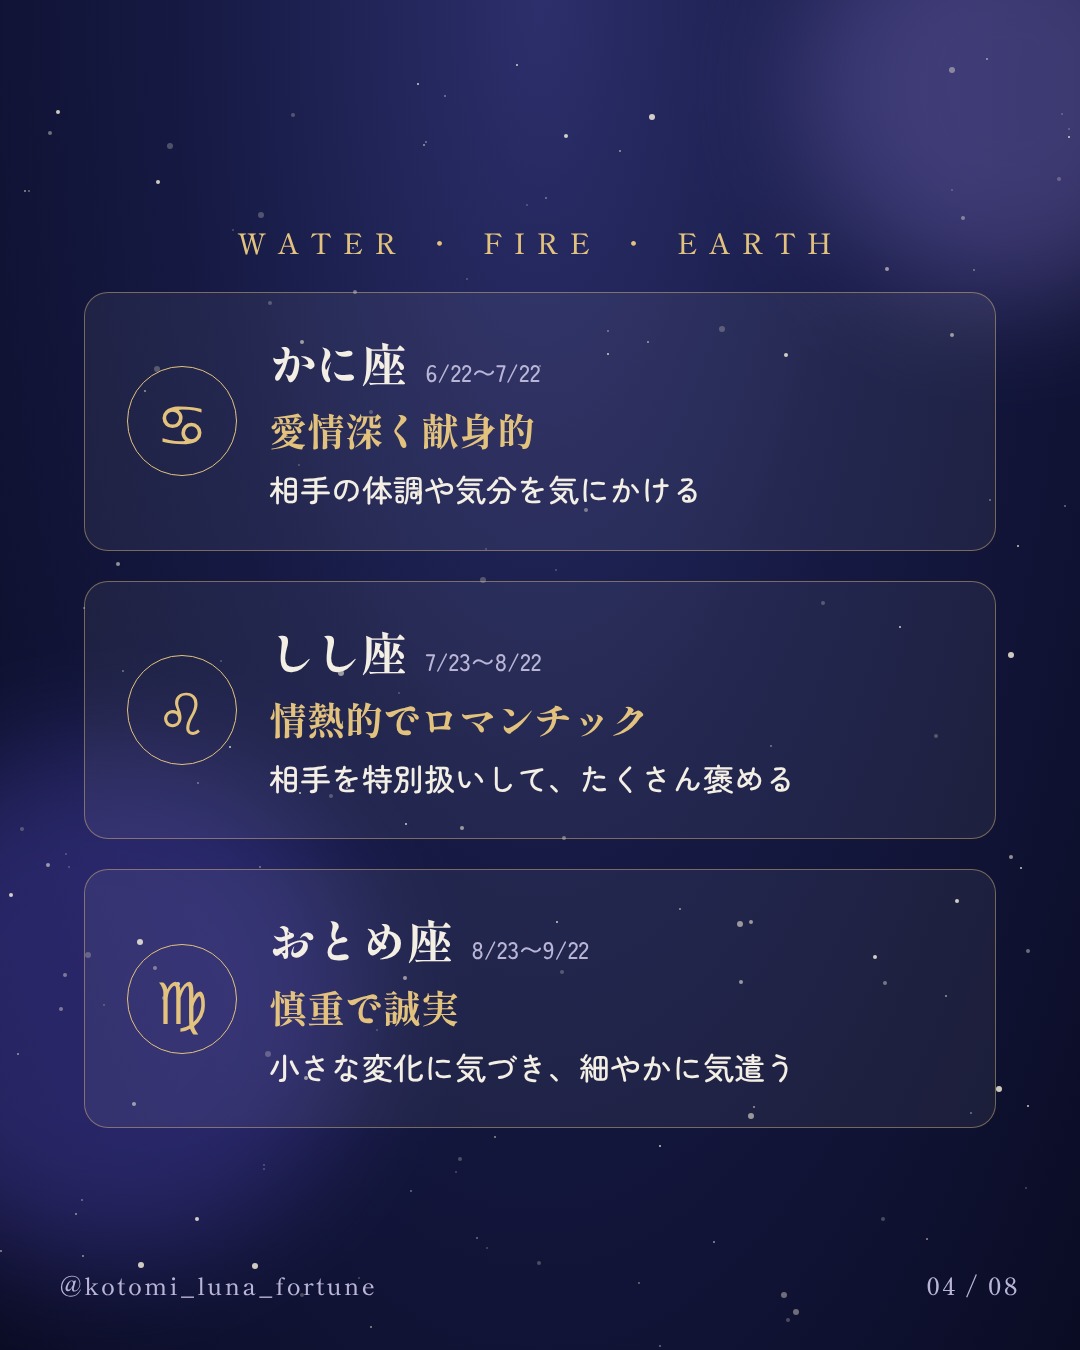 WATER ・ FIRE ・ EARTH
♋ かに座 6/22〜7/22
愛情深く献身的
相手の体調や気分を気にかける
♌ しし座 7/23〜8/22
情熱的でロマンチック
相手を特別扱いして、たくさん褒める
♍ おとめ座 8/23〜9/22
慎重で誠実
小さな変化に気づき、細やかに気遣う
@kotomi_luna_fortune
04 / 08